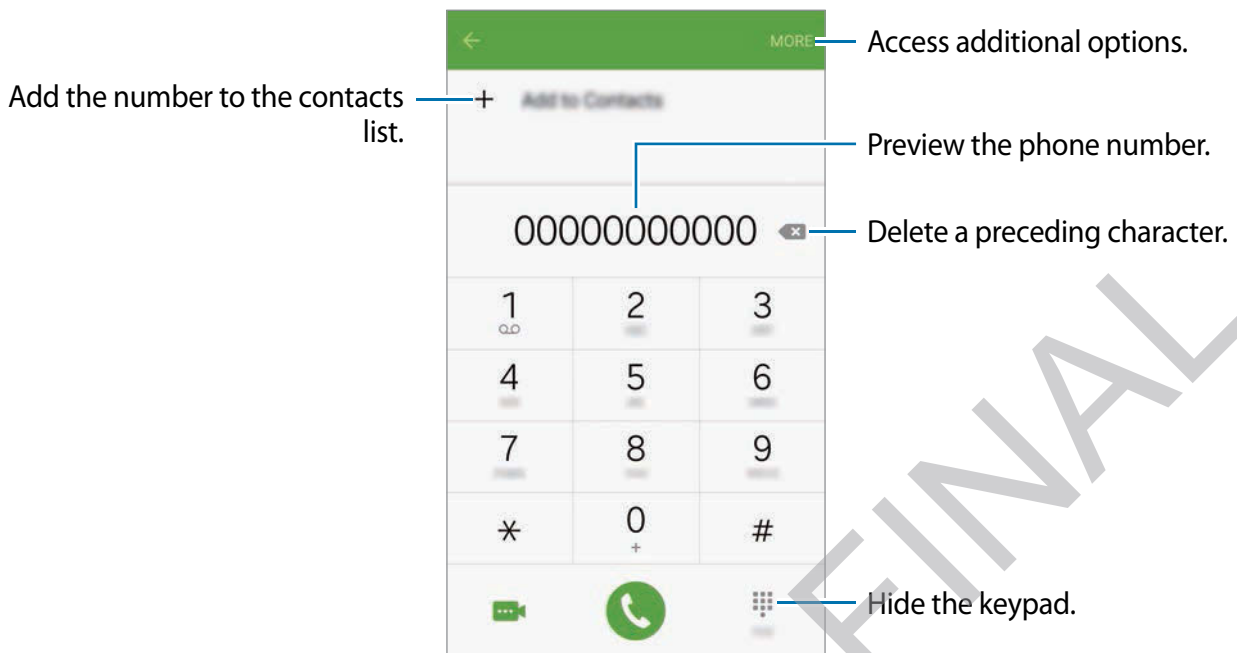 MORE
Access additional options.
Add the number to the contacts
list.
Add to Contacts
Preview the phone number.
00000000000
Delete a preceding character.
1 2 3
4 5 6
7 8 9
* 0 #
+
Hide the keypad.
FINAL